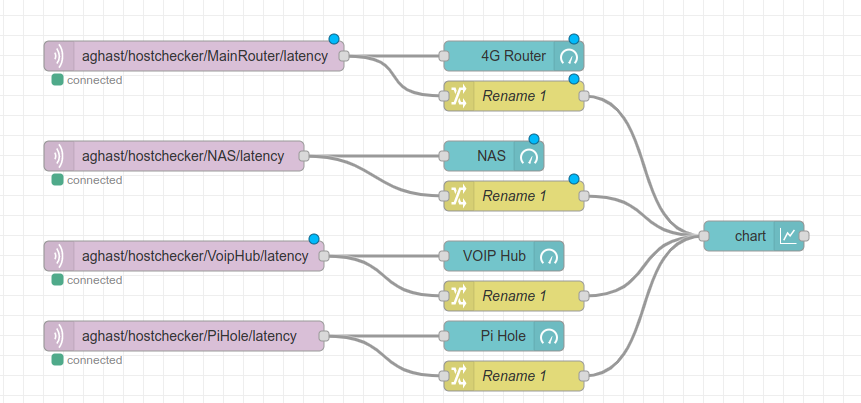 aghast/hostchecker/MainRouter/latency
4G Router
connected
Rename 1
aghast/hostchecker/NAS/latency
NAS
connected
Rename 1
chart
aghast/hostchecker/VoipHub/latency
VOIP Hub
connected
Rename 1
aghast/hostchecker/PiHole/latency
Pi Hole
connected
Rename 1